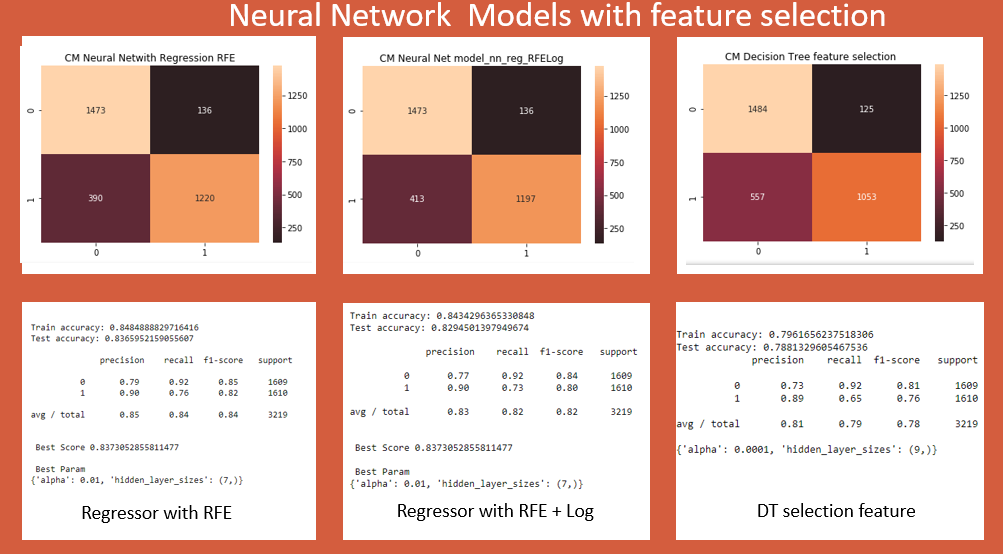 Neural Network Models with feature selection
CM Neural Netwith Regression RFE
0
1473
136
1
390
1220
0
1
1250
1000
750
500
250
CM Neural Net model_nn_reg_RFELog
0
1473
136
1
413
1197
0
1
1250
1000
750
500
250
CM Decision Tree feature selection
0
1484
125
1
557
1053
0
1
1250
1000
750
500
250
Train accuracy: 0.8484888829716416
Test accuracy: 0.8365952159055607
precision recall f1-score support
0 0.79 0.92 0.85 1609
1 0.90 0.76 0.82 1610
avg / total 0.85 0.84 0.84 3219
Best Score 0.8373052855811477
Best Param
{'alpha': 0.01, 'hidden_layer_sizes': (7,)}
Regressor with RFE
Train accuracy: 0.8434296365330848
Test accuracy: 0.8294501397949674
precision recall f1-score support
0 0.77 0.92 0.84 1609
1 0.90 0.73 0.80 1610
avg / total 0.83 0.82 0.82 3219
Best Score 0.8373052855811477
Best Param
{'alpha': 0.01, 'hidden_layer_sizes': (7,)}
Regressor with RFE + Log
Train accuracy: 0.7961656237518306
Test accuracy: 0.7881329605467536
precision recall f1-score support
0 0.73 0.92 0.81 1609
1 0.89 0.65 0.76 1610
avg / total 0.81 0.79 0.78 3219
{'alpha': 0.0001, 'hidden_layer_sizes': (9,)}
DT selection feature